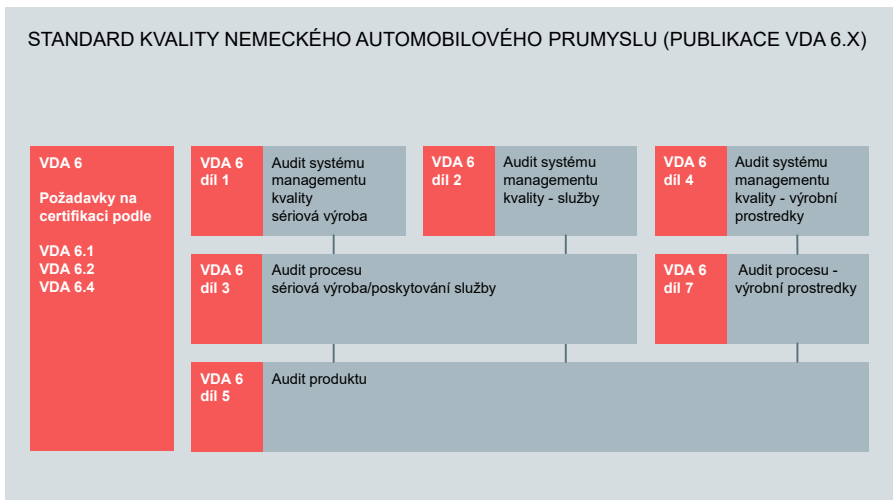 STANDARD KVALITY NEMECKÉHO AUTOMOBILOVÉHO PRUMYSLU (PUBLIKACE VDA 6.X)
VDA 6
Požadavky na
certifikaci podle
VDA 6.1
VDA 6.2
VDA 6.4
VDA 6
díl 1
Audit systému
managementu
kvality
sériová výroba
VDA 6
díl 2
Audit systému
managementu
kvality - služby
VDA 6
díl 4
Audit systému
managementu
kvality - výrobní
prostredky
VDA 6
díl 3
Audit procesu
sériová výroba/poskytování služby
VDA 6
díl 7
Audit procesu -
výrobní prostredky
VDA 6
díl 5
Audit produktu